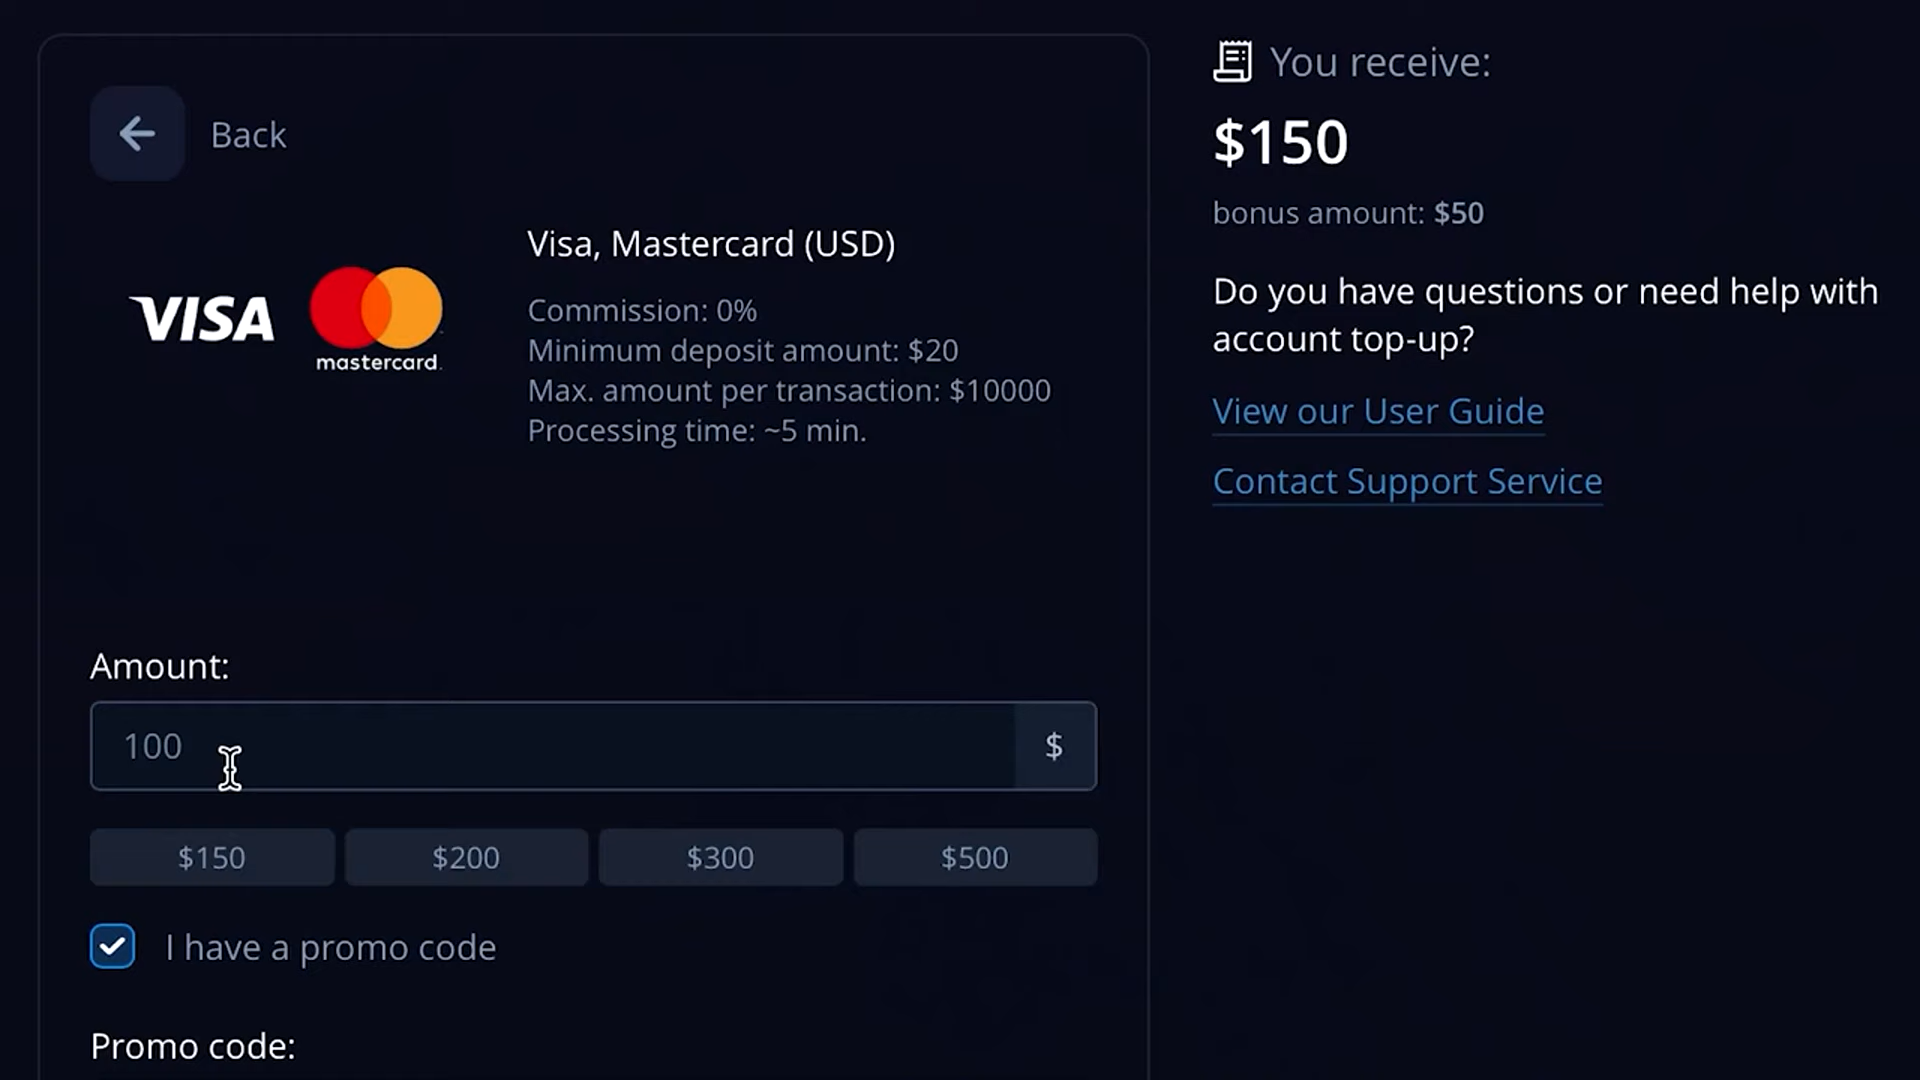 Back
VISA
mastercard
Visa, Mastercard (USD)
Commission: 0%
Minimum deposit amount: $20
Max. amount per transaction: $10000
Processing time: ~5 min.
Amount:
100
$
$150
$200
$300
$500
I have a promo code
Promo code:
You receive:
$150
bonus amount: $50
Do you have questions or need help with
account top-up?
View our User Guide
Contact Support Service